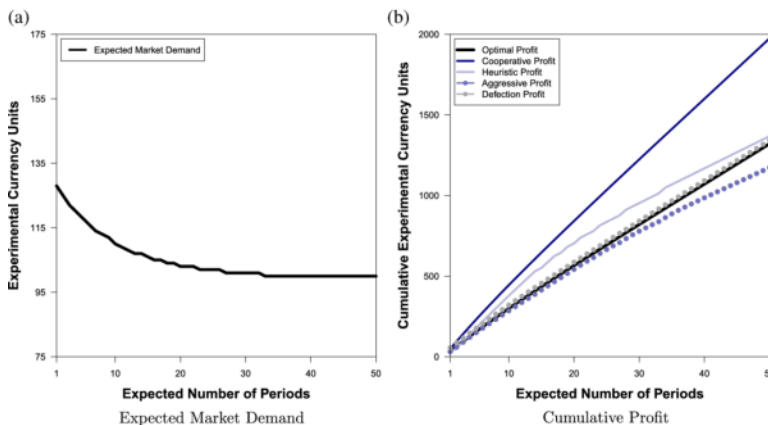 (a)
175
155
135
115
95
75
Experimental Currency Units
Expected Market Demand
1 10 20 30 40 50
Expected Number of Periods
Expected Market Demand
(b)
2000
1500
1000
500
0
Cumulative Experimental Currency Units
Optimal Profit
Cooperative Profit
Heuristic Profit
Aggressive Profit
Defection Profit
1 10 20 30 40 5
Expected Number of Periods
Cumulative Profit